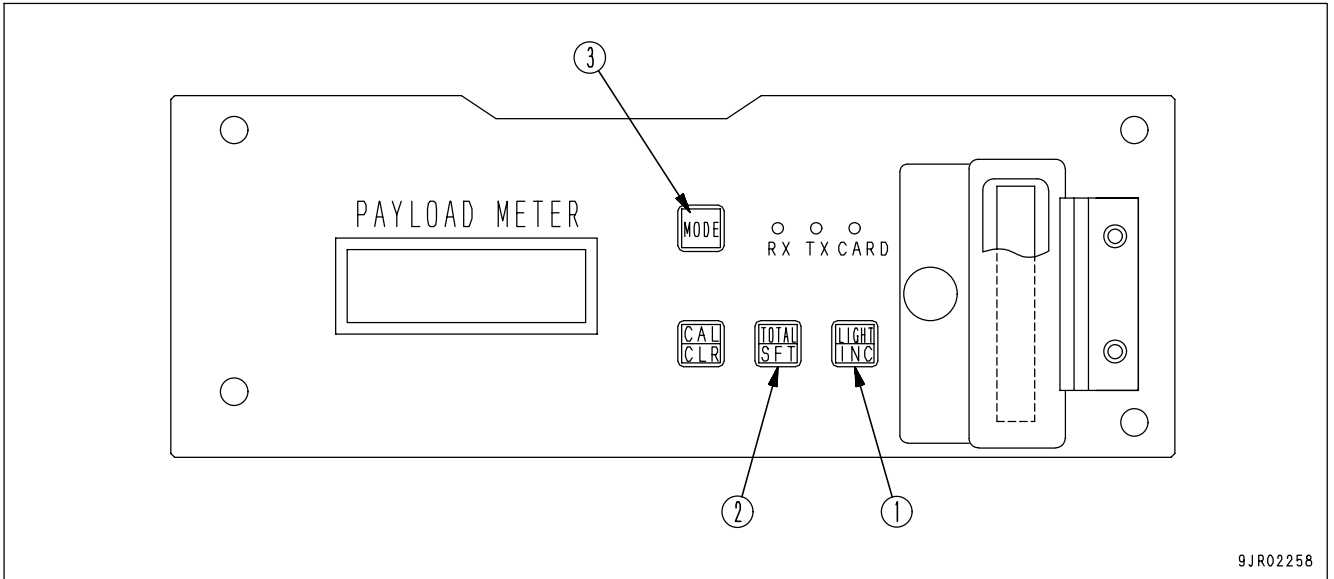 3
PAYLOAD METER
MODE
RX TX CARD
CAL
CLR
TOTAL
SFT
LIGHT
INC
2
1
9JR02258